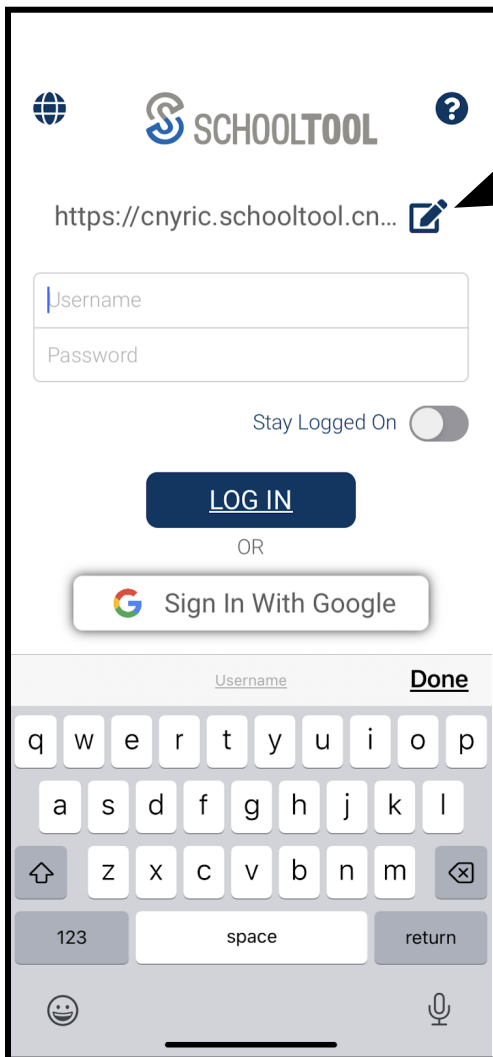 SCHOOLTOOL
?
https://cnyric.schooltool.cn...
Username
Password
Stay Logged On
LOG IN
OR
G Sign In With Google
Username Done
q w e r t y u i o p
a s d f g h j k l
z x c v b n m
123 space return